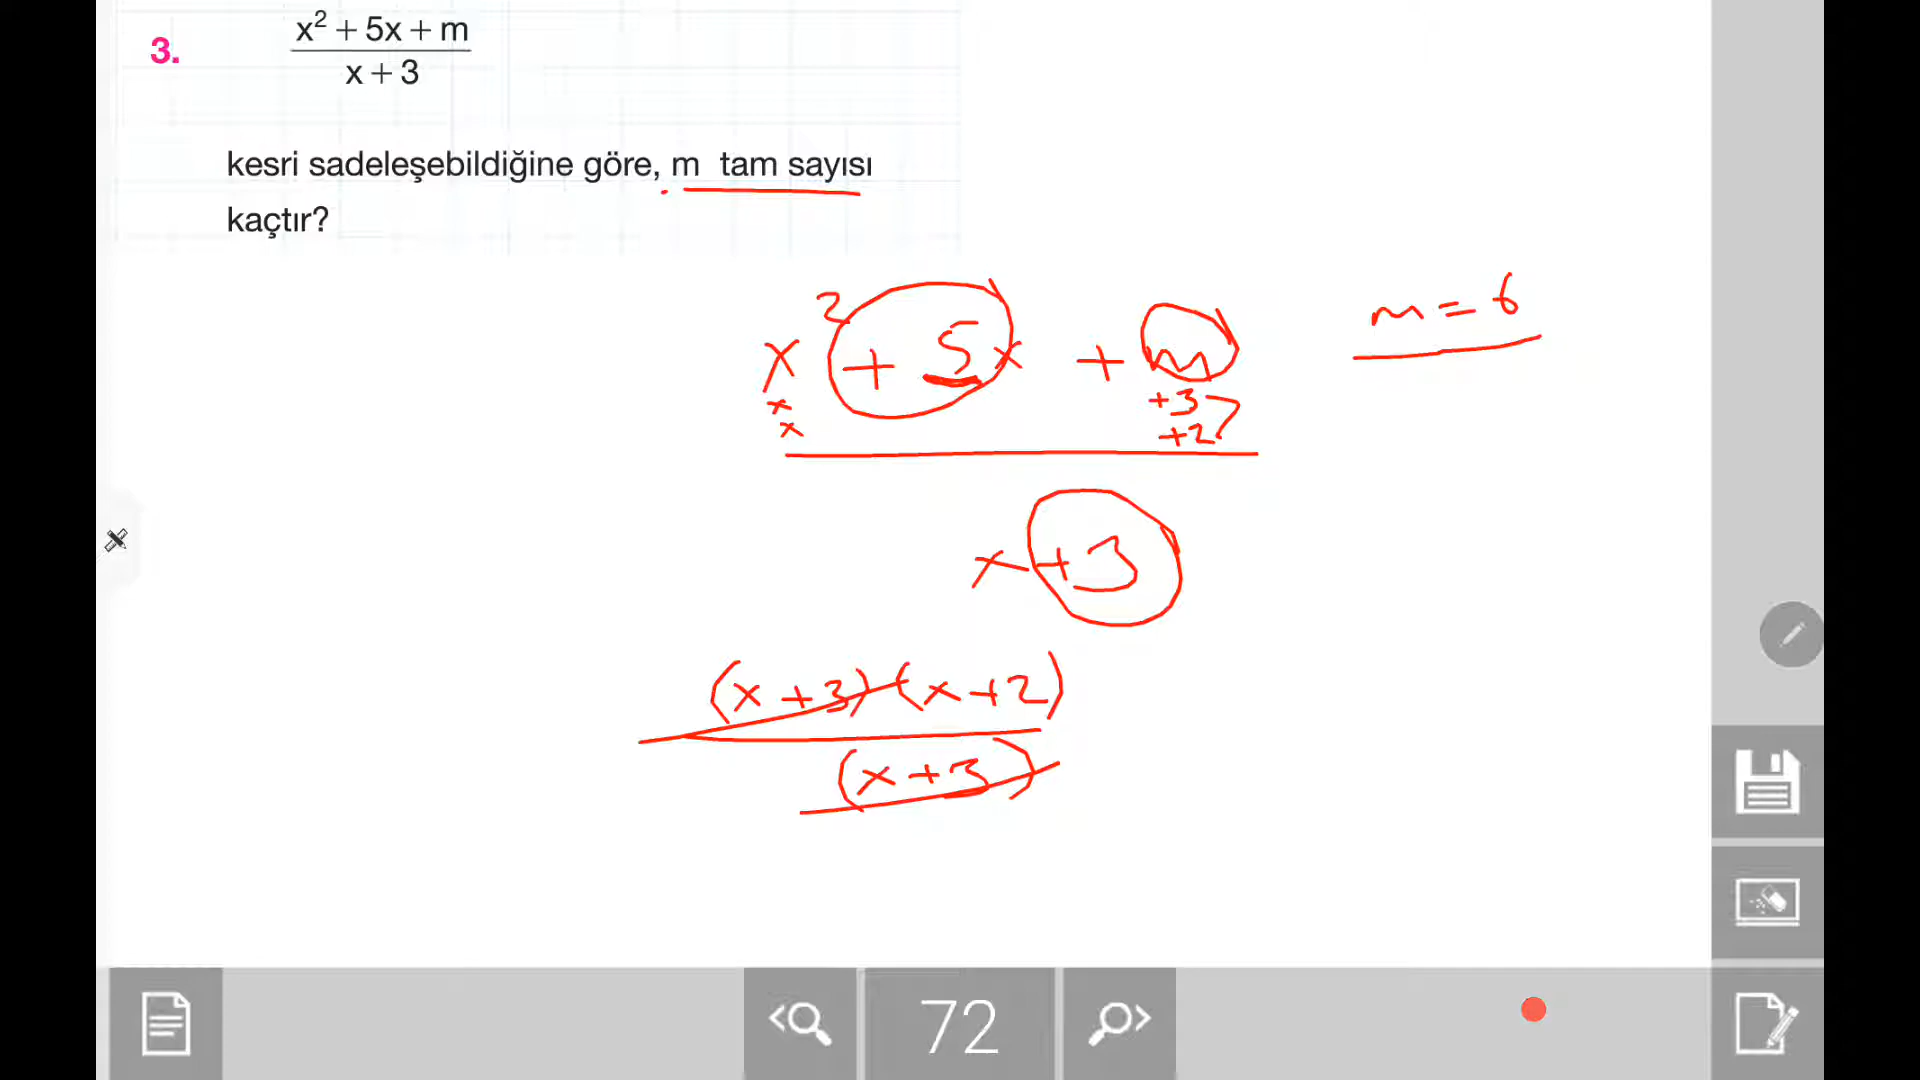 3. x² + 5x + m
x + 3
kesri sadeleşebildiğine göre, m tam sayısı
kaçtır?
m = 6
x² + 5x + m
x +3
x +2
x + 3
(x + 3) (x + 2)
(x + 3)
72